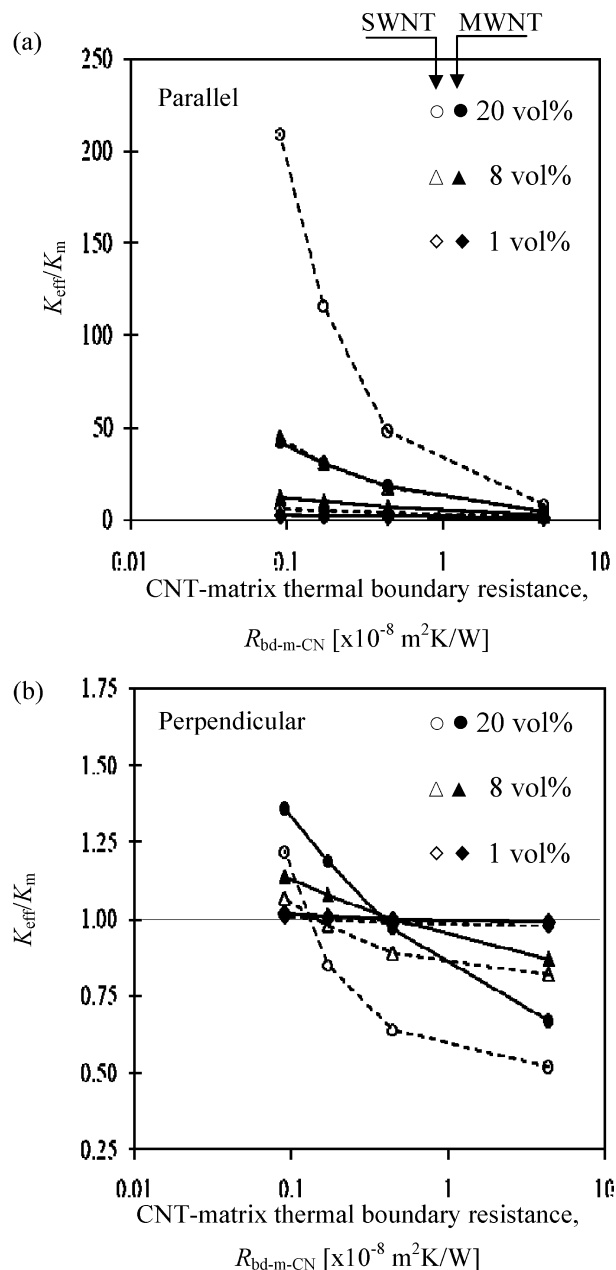 SWNT MWNT
(a)
250
Parallel
20 vol%
200
8 vol%
150
1 vol%
Keff/Km
100
50
0
0.01 0.1 1 10
CNT-matrix thermal boundary resistance,
Rbd-m-CN [x10-8 m2K/W]
(b)
1.75
Perpendicular
20 vol%
1.50
8 vol%
1.25
1 vol%
Keff/Km
1.00
0.75
0.50
0.25
0.01 0.1 1 10
CNT-matrix thermal boundary resistance,
Rbd-m-CN [x10-8 m2K/W]